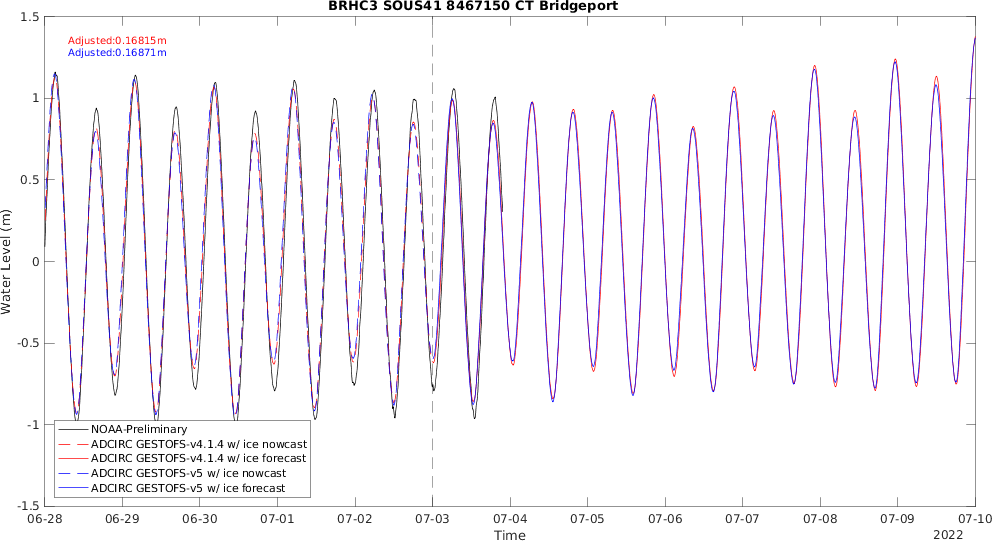 BRHC3 SOUS41 8467150 CT Bridgeport
Adjusted:0.16815m
Adjusted:0.16871m
1.5
1
0.5
0
-0.5
-1
-1.5
Water Level (m)
NOAA-Preliminary
ADCIRC GESTOFS-v4.1.4 w/ ice nowcast
ADCIRC GESTOFS-v4.1.4 w/ ice forecast
ADCIRC GESTOFS-v5 w/ ice nowcast
ADCIRC GESTOFS-v5 w/ ice forecast
06-28 06-29 06-30 07-01 07-02 07-03 07-04 07-05 07-06 07-07 07-08 07-09 07-10
Time
2022